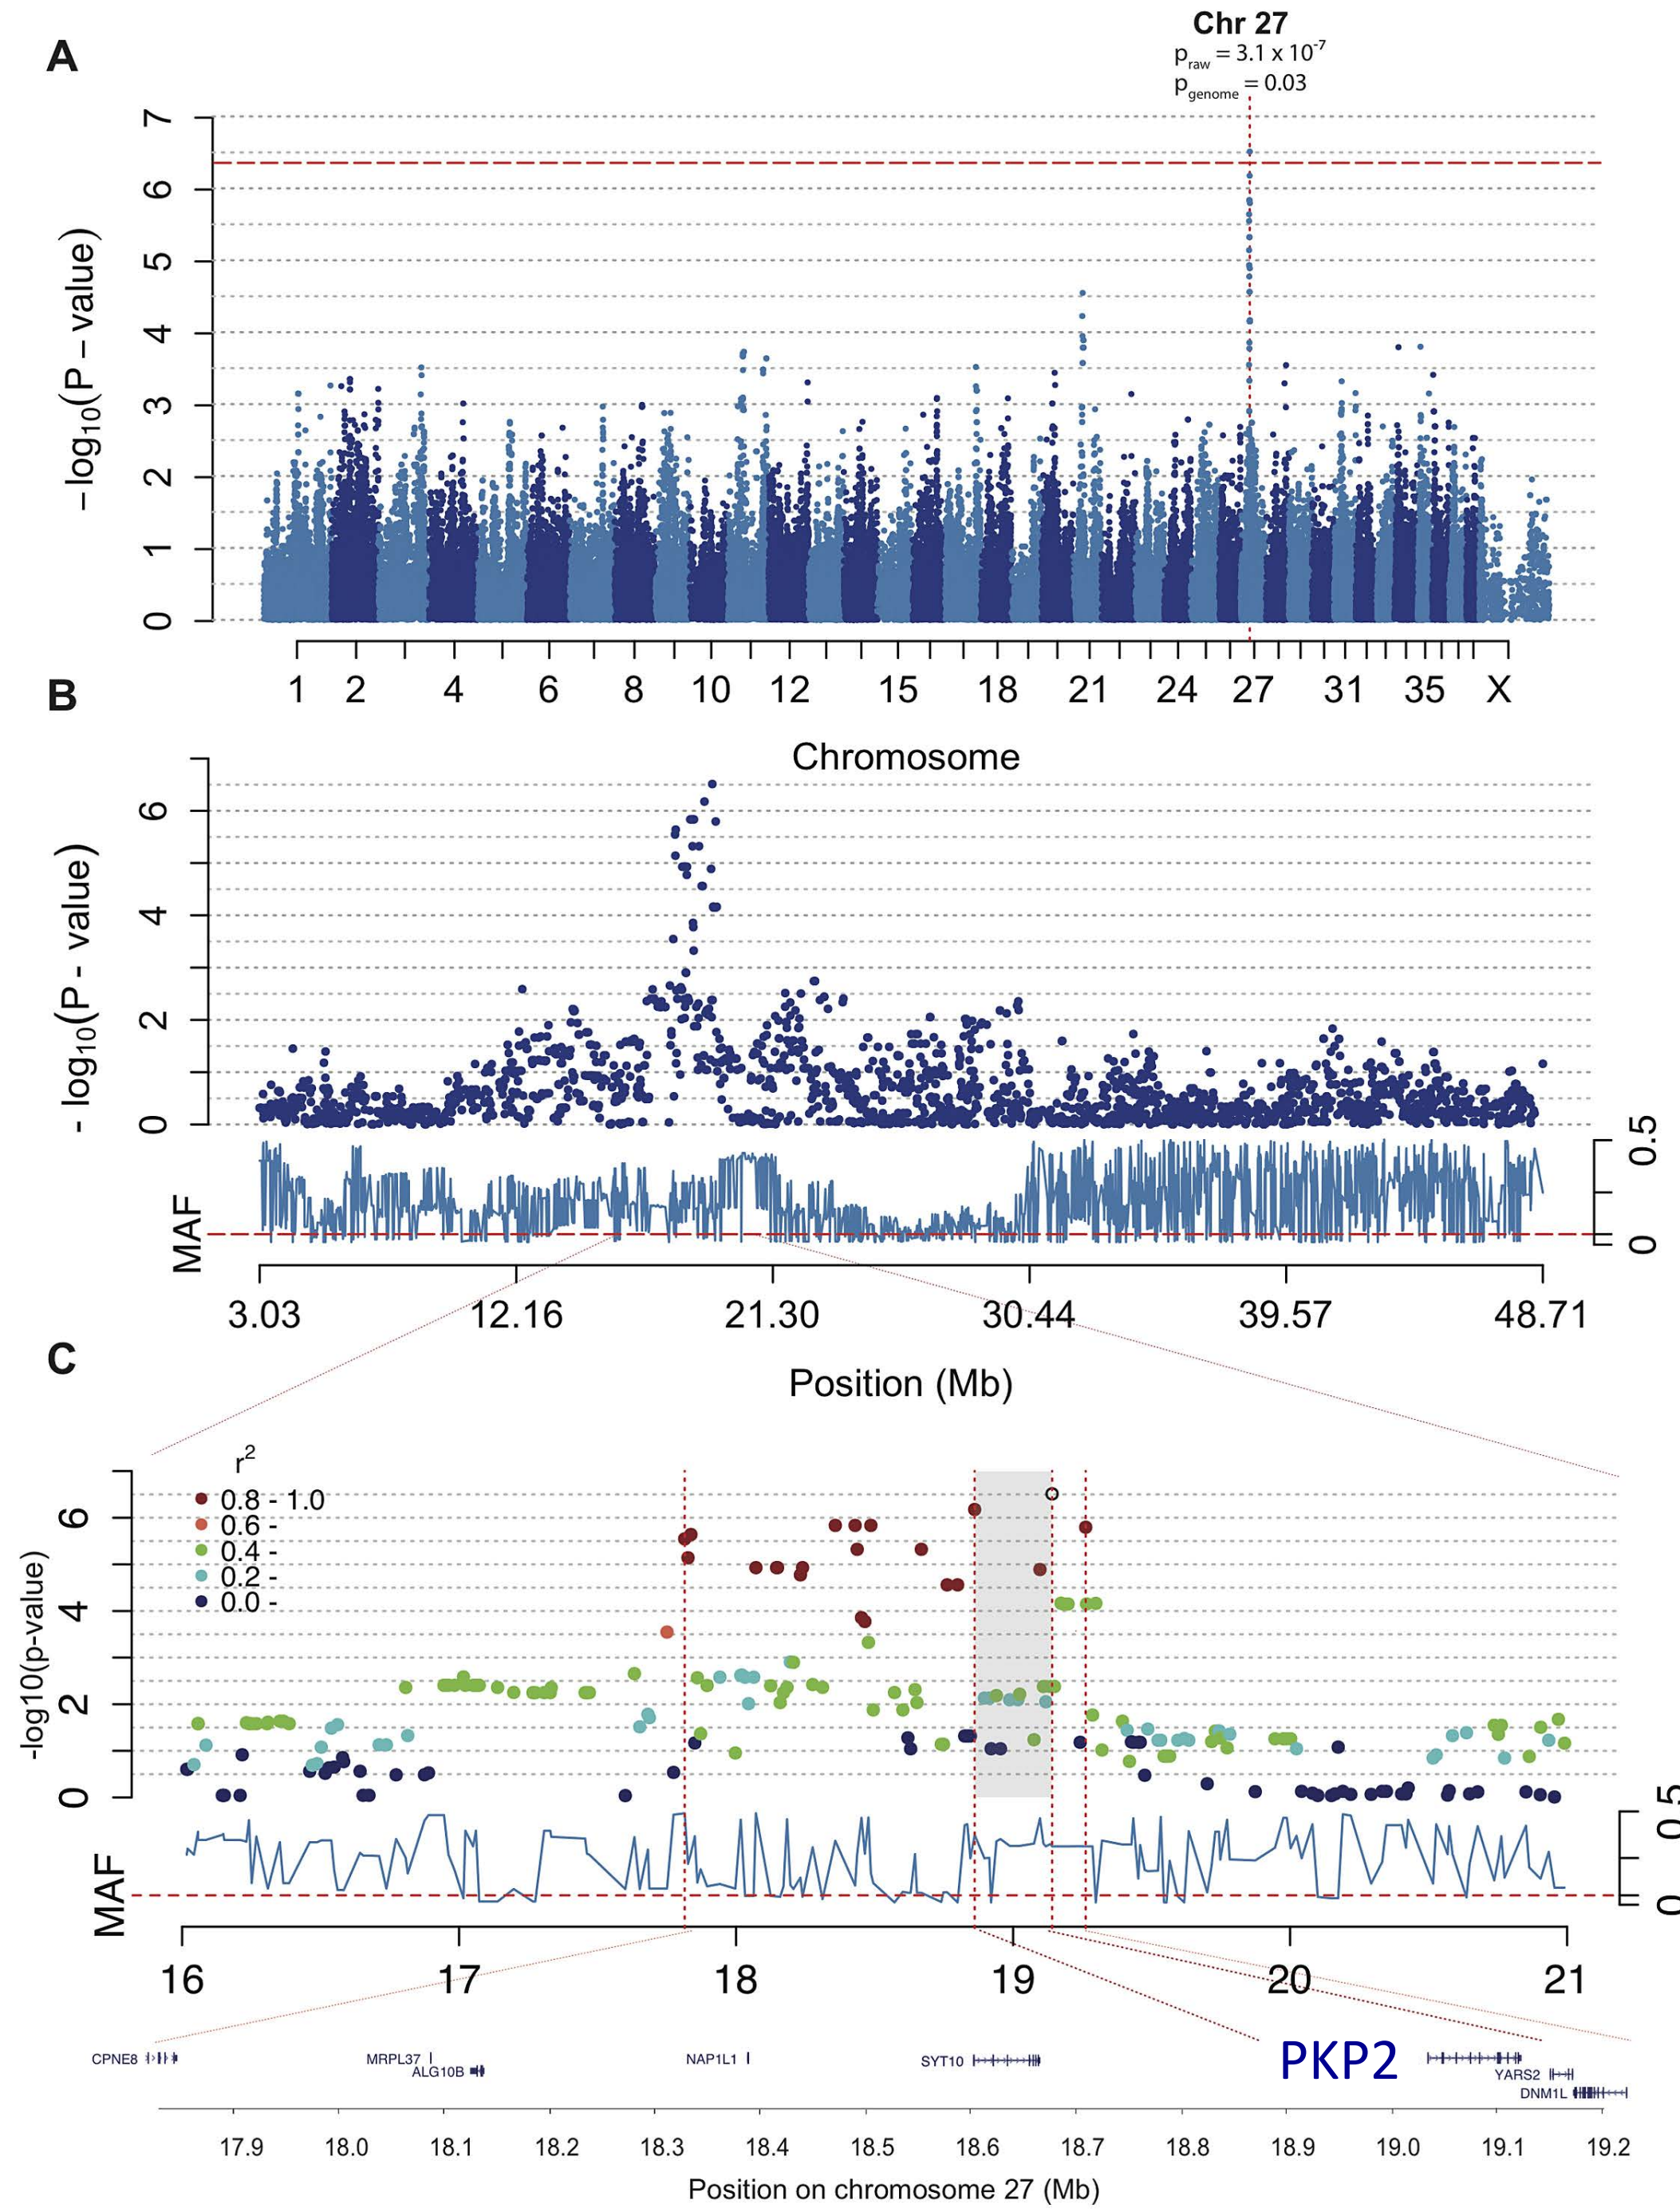 A
Chr 27
p_raw = 3.1 x 10^-7
p_genome = 0.03
7
6
5
4
3
2
1
0
−log10(P – value)
1 2 4 6 8 10 12 15 18 21 24 27 31 35 X
Chromosome
B
6
4
2
0
- log10(P - value)
MAF
0.5
0
3.03 12.16 21.30 30.44 39.57 48.71
Position (Mb)
C
r2
0.8 - 1.0
0.6 -
0.4 -
0.2 -
0.0 -
6
4
2
0
-log10(p-value)
MAF
0
16 17 18 19 20 21
CPNE8
MRPL37
ALG10B
NAP1L1
SYT10
PKP2
YARS2
DNM1L
17.9 18.0 18.1 18.2 18.3 18.4 18.5 18.6 18.7 18.8 18.9 19.0 19.1 19.2
Position on chromosome 27 (Mb)